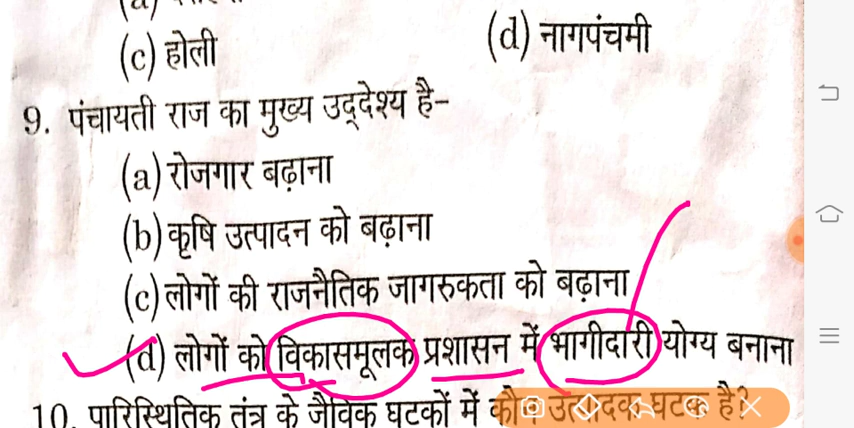 (c) होली
(d) नागपंचमी
9. पंचायती राज का मुख्य उद्देश्य है-
(a) रोजगार बढ़ाना
(b) कृषि उत्पादन को बढ़ाना
(c) लोगों की राजनैतिक जागरुकता को बढ़ाना
(d) लोगों को विकासमूलक प्रशासन में भागीदारी योग्य बनाना
10. पारिस्थितिक तंत्र के जैविक घटकों में कौन उत्पादक घटक है?